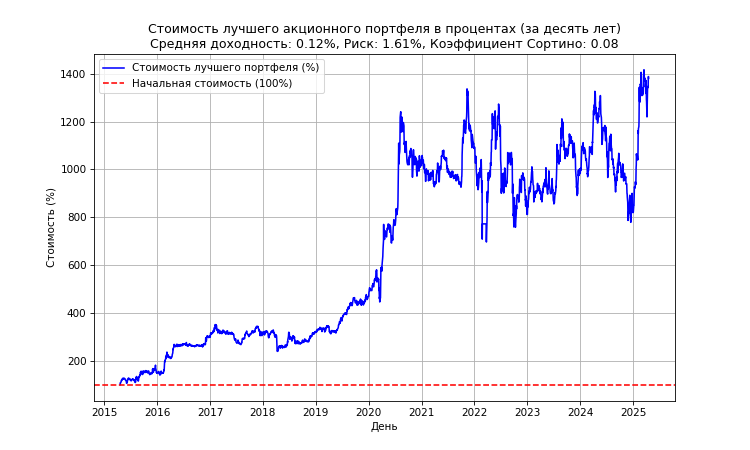 Стоимость лучшего акционного портфеля в процентах (за десять лет)
Средняя доходность: 0.12%, Риск: 1.61%, Коэффициент Сортино: 0.08
Стоимость лучшего портфеля (%)
Начальная стоимость (100%)
Стоимость (%)
1400
1200
1000
800
600
400
200
2015 2016 2017 2018 2019 2020 2021 2022 2023 2024 2025
День